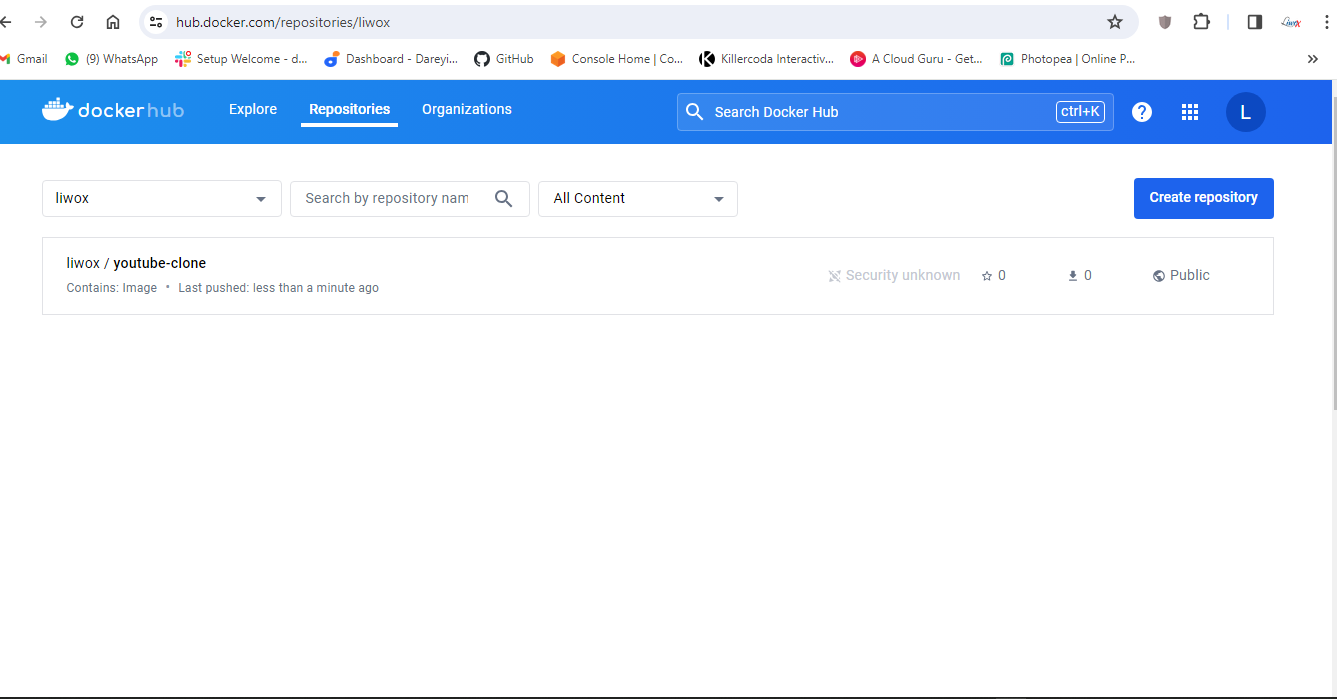 hub.docker.com/repositories/liwox
Gmail (9) WhatsApp Setup Welcome - d... Dashboard - Dareyi... GitHub Console Home | Co... Killercoda Interactiv... A Cloud Guru - Get... Photopea | Online P...
docker hub Explore Repositories Organizations Search Docker Hub ctrl+K ? L
liwox Search by repository nam All Content Create repository
liwox / youtube-clone
Contains: Image • Last pushed: less than a minute ago Security unknown 0 0 Public